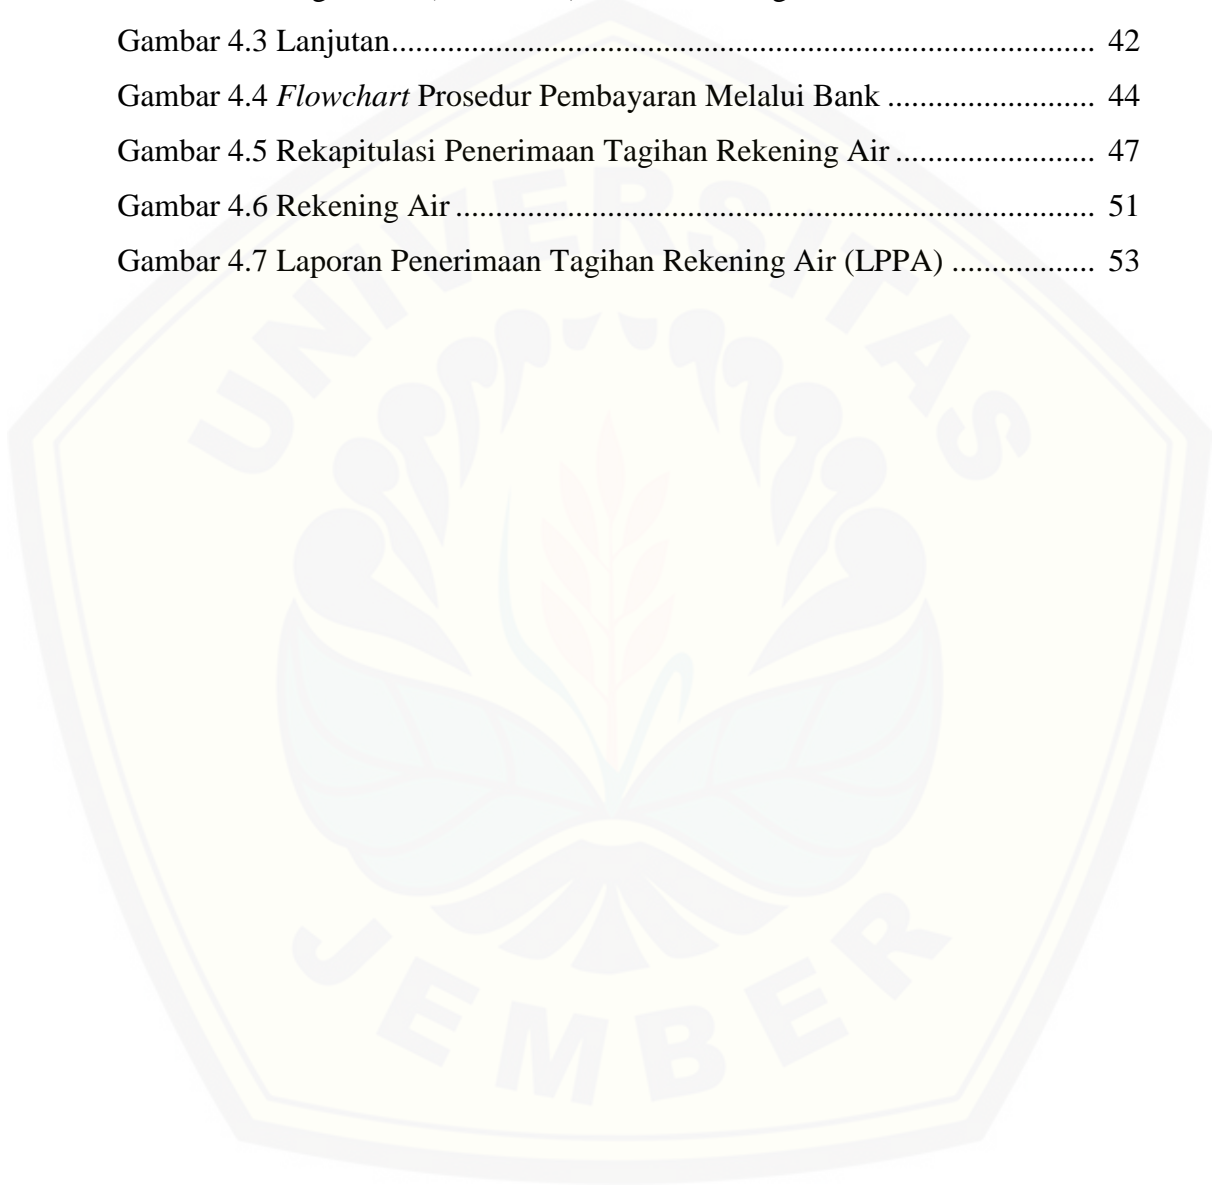 Gambar 4.3 Lanjutan........................................................................................ 42
Gambar 4.4 Flowchart Prosedur Pembayaran Melalui Bank .......................... 44
Gambar 4.5 Rekapitulasi Penerimaan Tagihan Rekening Air ......................... 47
Gambar 4.6 Rekening Air ................................................................................ 51
Gambar 4.7 Laporan Penerimaan Tagihan Rekening Air (LPPA) .................. 53
UNIVERSITAS
JEMBER